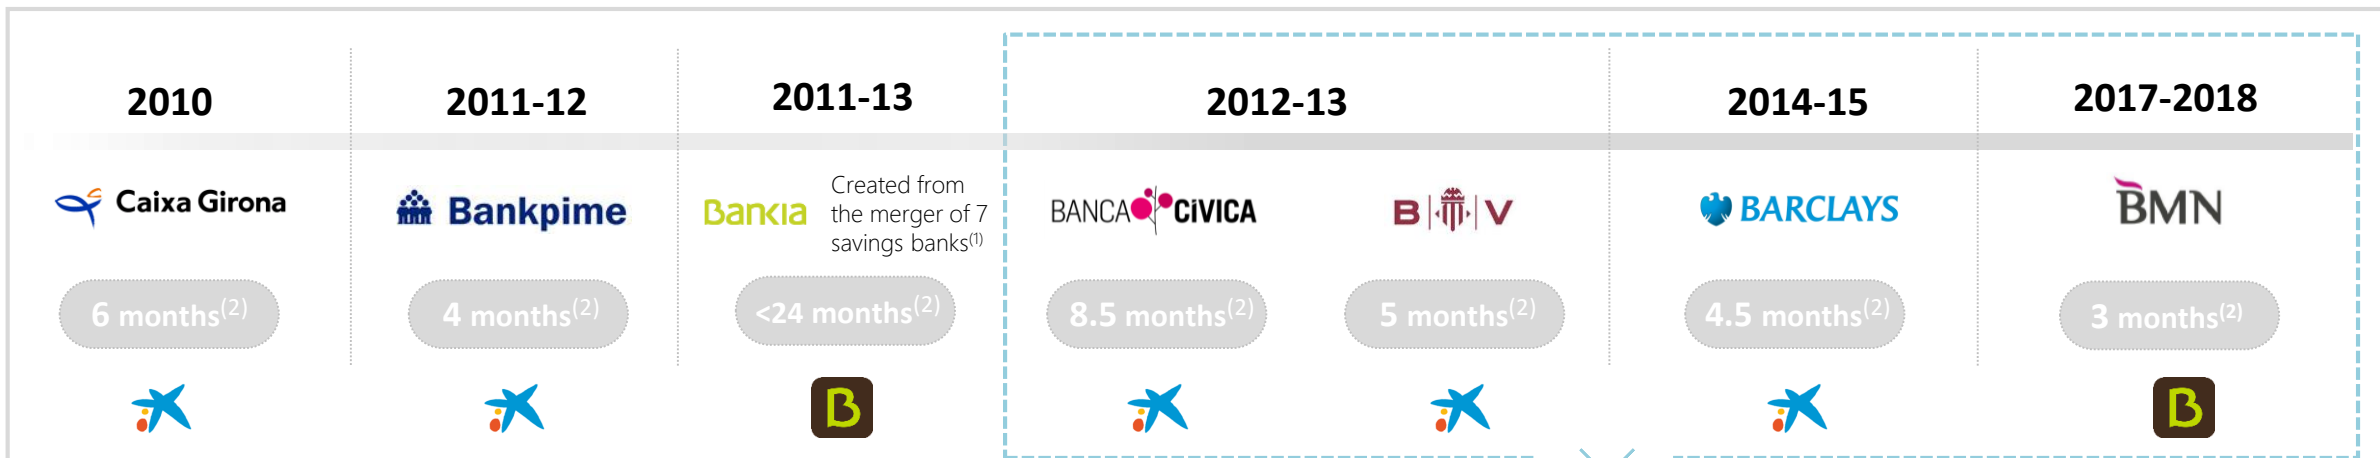 2010
2011-12
2011-13
2012-13
2014-15
2017-2018
Caixa Girona
Bankpime
Bankia
Created from
the merger of 7
savings banks(1)
BANCA CÍVICA
B V
BARCLAYS
BMN
6 months(2)
4 months(2)
<24 months(2)
8.5 months(2)
5 months(2)
4.5 months(2)
3 months(2)
B
B